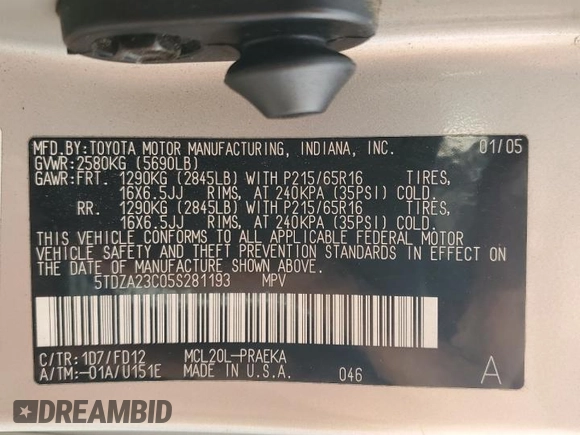 MFD.BY:TOYOTA MOTOR MANUFACTURING, INDIANA, INC. 01/05
GVWR:2580KG (5690LB)
GAWR:FRT. 1290KG (2845LB) WITH P215/65R16 TIRES,
16X6.5JJ RIMS, AT 240KPA (35PSI) COLD.
RR. 1290KG (2845LB) WITH P215/65R16 TIRES,
16X6.5JJ RIMS, AT 240KPA (35PSI) COLD.
THIS VEHICLE CONFORMS TO ALL APPLICABLE FEDERAL MOTOR
VEHICLE SAFETY AND THEFT PREVENTION STANDARDS IN EFFECT ON
THE DATE OF MANUFACTURE SHOWN ABOVE.
5TDZA23C05S281193 MPV
C/TR:1D7/FD12 MCL20L-PRAEKA
A/TM:-01A/U151E MADE IN U.S.A. 046 A
DREAMBID